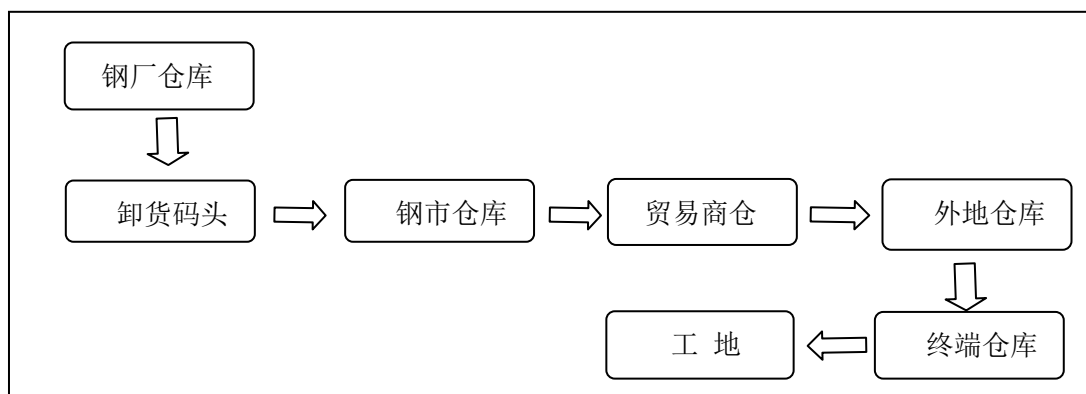 钢厂仓库
卸货码头
钢市仓库
贸易商仓
外地仓库
终端仓库
工 地